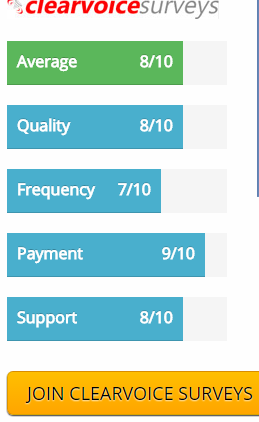 clearvoicesurveys
Average 8/10
Quality 8/10
Frequency 7/10
Payment 9/10
Support 8/10
JOIN CLEARVOICE SURVEYS